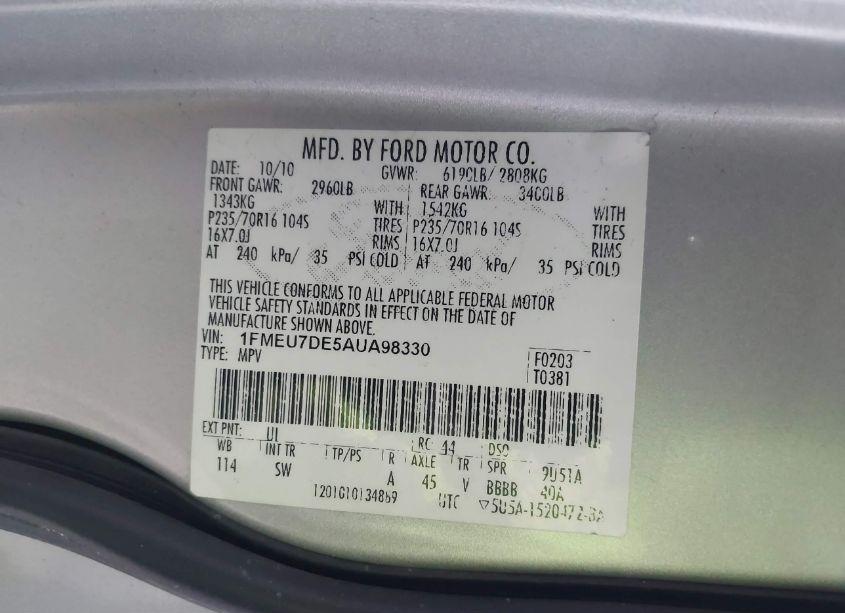 MFD. BY FORD MOTOR CO.
DATE: 10/10 GVWR: 6190LB/ 2808KG
FRONT GAWR: 2960LB REAR GAWR: 3400LB
1343KG WITH 1542KG WITH
P235/70R16 104S TIRES P235/70R16 104S TIRES
16X7.0J RIMS 16X7.0J RIMS
AT 240 kPa/ 35 PSI COLD AT 240 kPa/ 35 PSI COLD
THIS VEHICLE CONFORMS TO ALL APPLICABLE FEDERAL MOTOR
VEHICLE SAFETY STANDARDS IN EFFECT ON THE DATE OF
MANUFACTURE SHOWN ABOVE.
VIN: 1FMEU7DE5AUA98330
TYPE: MPV F0203
T0381
EXT PNT: UI RC: 44 DSO
WB INT TR TP/PS R AXLE TR SPR 9U51A
114 SW A 45 V BBBB 40A
UTC ▽5U5A-1520472-BA